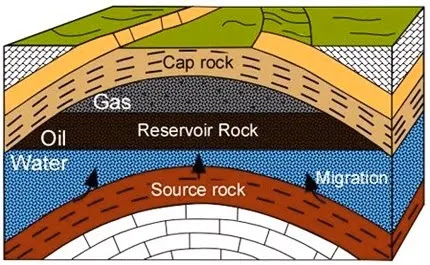 Cap rock
Gas
Reservoir Rock
Oil
Water
Migration
Source rock